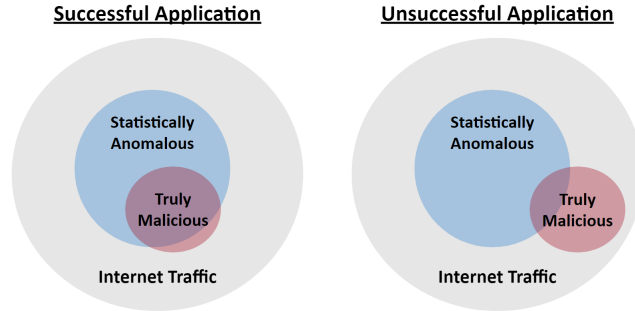 Successful Application
Statistically
Anomalous
Truly
Malicious
Internet Traffic
Unsuccessful Application
Statistically
Anomalous
Truly
Malicious
Internet Traffic